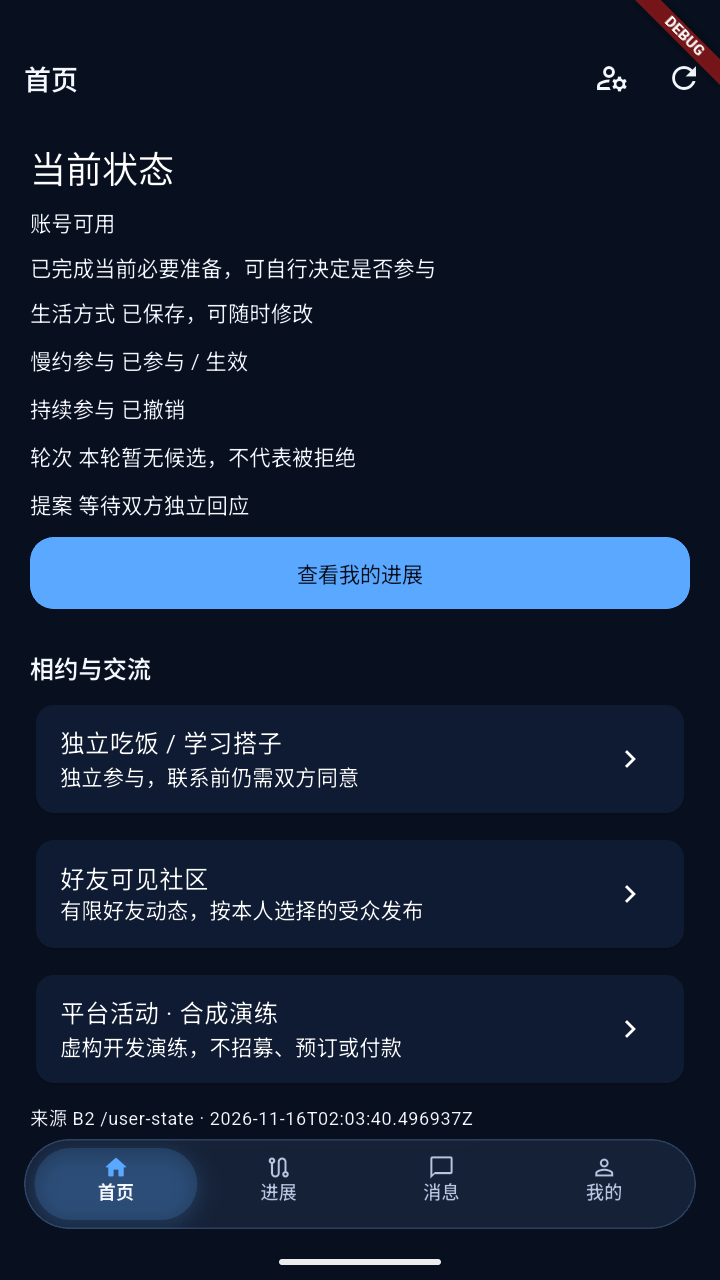 DEBUG
首页
当前状态
账号可用
已完成当前必要准备，可自行决定是否参与
生活方式 已保存，可随时修改
慢约参与 已参与 / 生效
持续参与 已撤销
轮次 本轮暂无候选，不代表被拒绝
提案 等待双方独立回应
查看我的进展
相约与交流
独立吃饭 / 学习搭子
独立参与，联系前仍需双方同意
好友可见社区
有限好友动态，按本人选择的受众发布
平台活动 · 合成演练
虚构开发演练，不招募、预订或付款
来源 B2 /user-state · 2026-11-16T02:03:40.496937Z
首页
进展
消息
我的